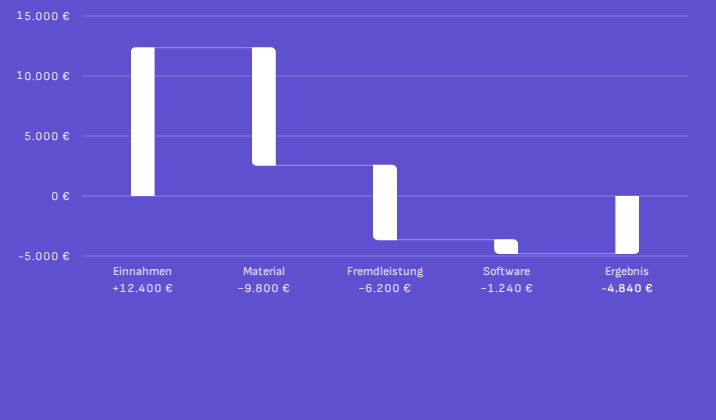 15.000 €
10.000 €
5.000 €
0 €
−5.000 €
Einnahmen
+12.400 €
Material
−9.800 €
Fremdleistung
−6.200 €
Software
−1.240 €
Ergebnis
−4.840 €